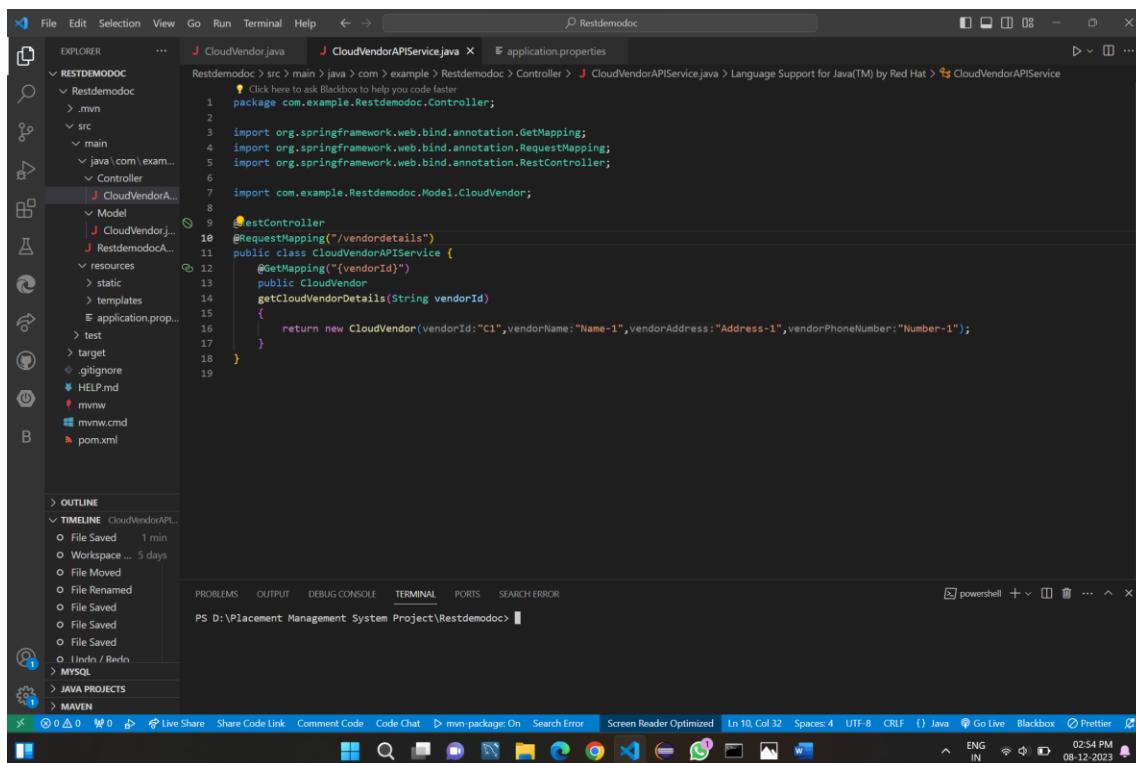 File Edit Selection View Go Run Terminal Help
Restdemodoc
EXPLORER
RESTDEMODOC
Restdemodoc
.mvn
src
main
java\com\exam...
Controller
CloudVendorA...
Model
CloudVendor.j...
RestdemodocA...
resources
static
templates
application.prop...
test
target
.gitignore
HELP.md
mvnw
mvnw.cmd
pom.xml
OUTLINE
TIMELINE CloudVendorAPI...
File Saved 1 min
Workspace ... 5 days
File Moved
File Renamed
File Saved
File Saved
File Saved
Undo / Redo
MYSQL
JAVA PROJECTS
MAVEN
CloudVendor.java
CloudVendorAPIService.java
application.properties
Restdemodoc > src > main > java > com > example > Restdemodoc > Controller > CloudVendorAPIService.java > Language Support for Java(TM) by Red Hat > CloudVendorAPIService
Click here to ask Blackbox to help you code faster
1 package com.example.Restdemodoc.Controller;
2
3 import org.springframework.web.bind.annotation.GetMapping;
4 import org.springframework.web.bind.annotation.RequestMapping;
5 import org.springframework.web.bind.annotation.RestController;
6
7 import com.example.Restdemodoc.Model.CloudVendor;
8
9 @RestController
10 @RequestMapping("/vendordetails")
11 public class CloudVendorAPIService {
12 @GetMapping("{vendorId}")
13 public CloudVendor
14 getCloudVendorDetails(String vendorId)
15 {
16 return new CloudVendor(vendorId:"C1",vendorName:"Name-1",vendorAddress:"Address-1",vendorPhoneNumber:"Number-1");
17 }
18 }
19
PROBLEMS OUTPUT DEBUG CONSOLE TERMINAL PORTS SEARCH ERROR
powershell
PS D:\Placement Management System Project\Restdemodoc>
B
1
1
0 0 0 Live Share Share Code Link Comment Code Code Chat mvn-package: On Search Error Screen Reader Optimized Ln 10, Col 32 Spaces: 4 UTF-8 CRLF {} Java Go Live Blackbox Prettier
1
ENG
IN
02:54 PM
08-12-2023